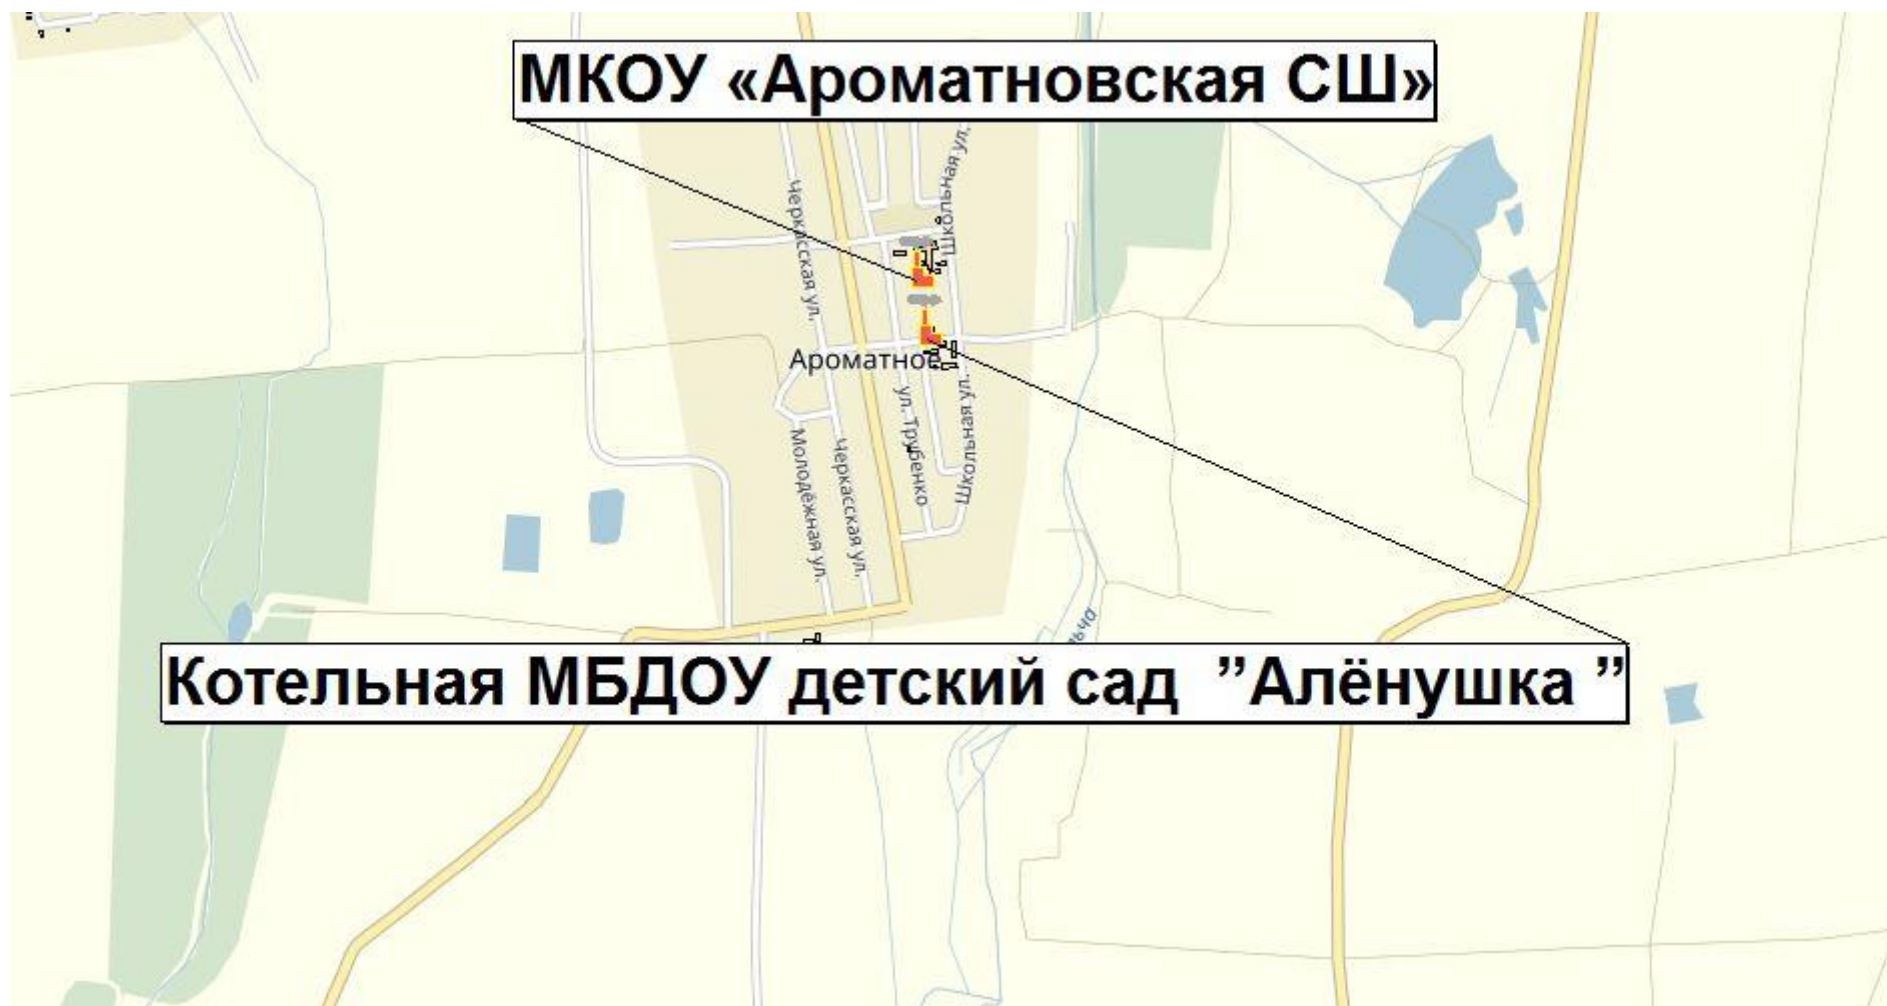 МКОУ «Ароматновская СШ»
Школьная ул.
Черкасская ул.
Ароматное
ул. Трубенко
Школьная ул.
Молодёжная ул.
Черкасская ул.
льча
Котельная МБДОУ детский сад ”Алёнушка ”